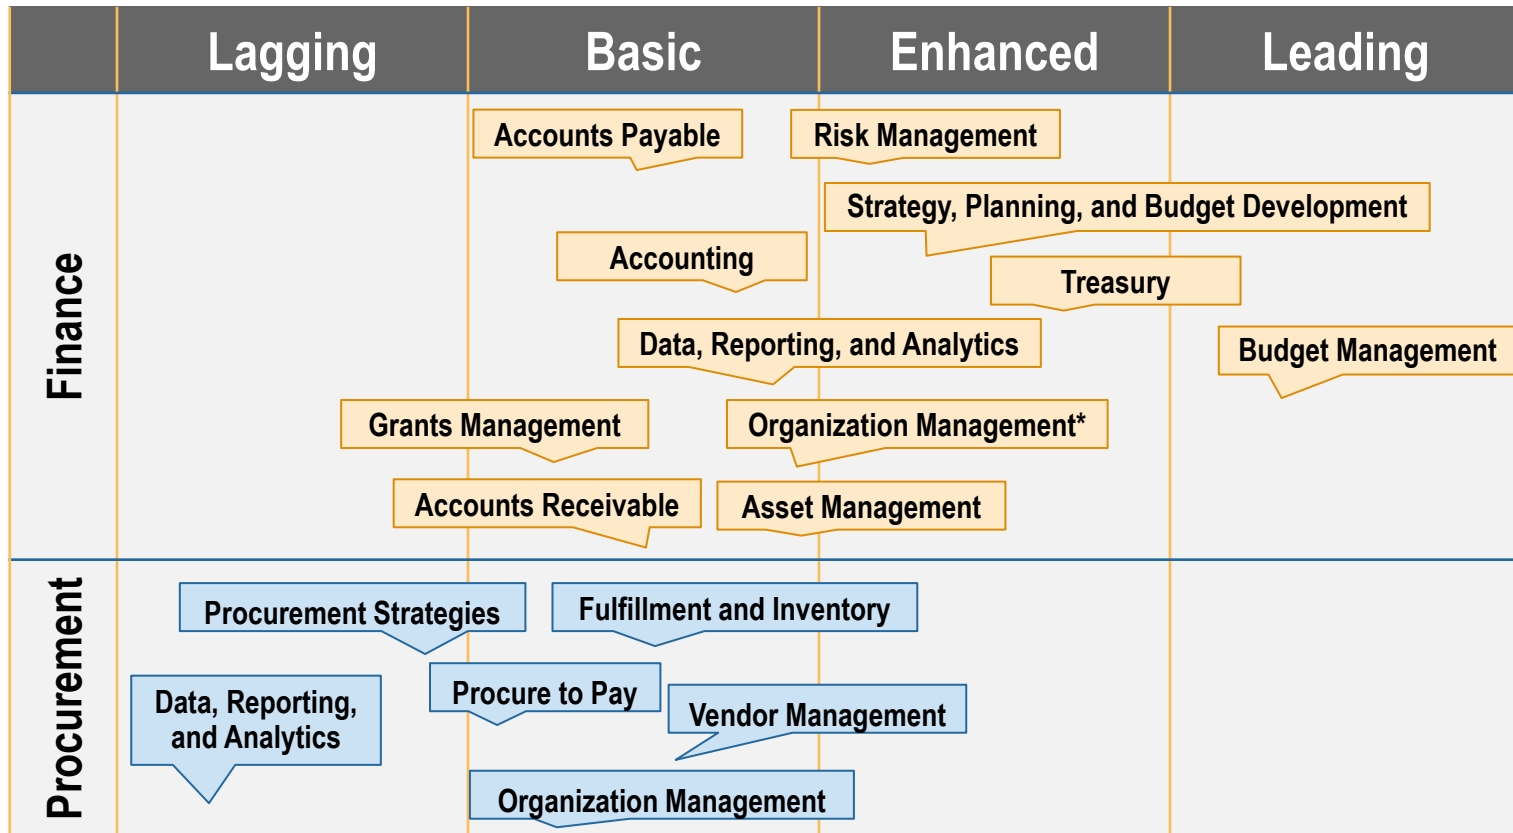 Lagging
Basic
Enhanced
Leading
Finance
Accounts Payable
Risk Management
Strategy, Planning, and Budget Development
Accounting
Treasury
Data, Reporting, and Analytics
Budget Management
Grants Management
Organization Management*
Accounts Receivable
Asset Management
Procurement
Procurement Strategies
Fulfillment and Inventory
Procure to Pay
Data, Reporting,
and Analytics
Vendor Management
Organization Management